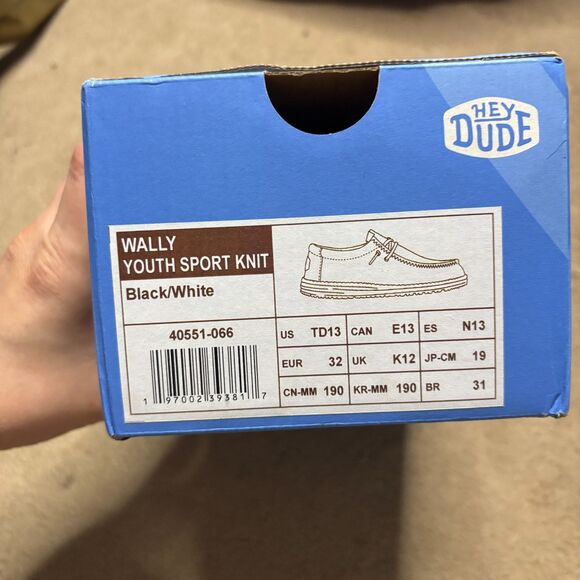 HEY
DUDE
WALLY
YOUTH SPORT KNIT
Black/White
40551-066
1 97002 39381 7
US TD13 CAN E13 ES N13
EUR 32 UK K12 JP-CM 19
CN-MM 190 KR-MM 190 BR 31